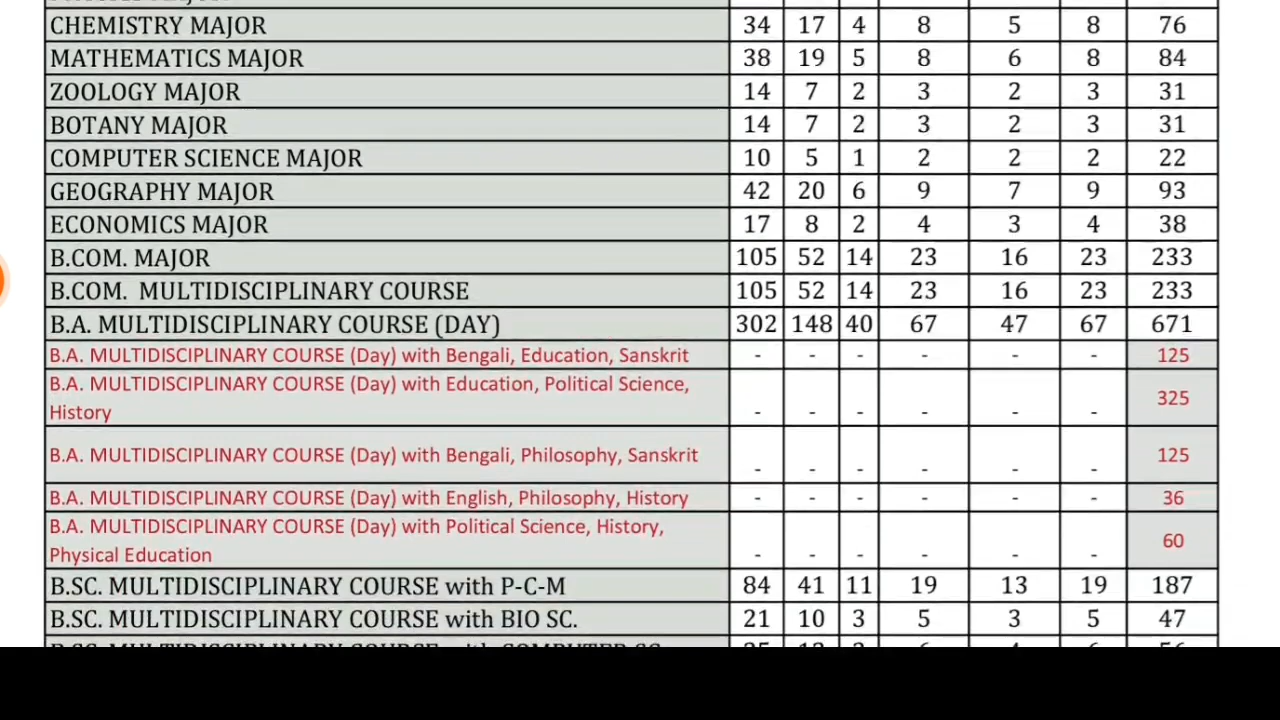 CHEMISTRY MAJOR 34 17 4 8 5 8 76
MATHEMATICS MAJOR 38 19 5 8 6 8 84
ZOOLOGY MAJOR 14 7 2 3 2 3 31
BOTANY MAJOR 14 7 2 3 2 3 31
COMPUTER SCIENCE MAJOR 10 5 1 2 2 2 22
GEOGRAPHY MAJOR 42 20 6 9 7 9 93
ECONOMICS MAJOR 17 8 2 4 3 4 38
B.COM. MAJOR 105 52 14 23 16 23 233
B.COM. MULTIDISCIPLINARY COURSE 105 52 14 23 16 23 233
B.A. MULTIDISCIPLINARY COURSE (DAY) 302 148 40 67 47 67 671
B.A. MULTIDISCIPLINARY COURSE (Day) with Bengali, Education, Sanskrit - - - - - - 125
B.A. MULTIDISCIPLINARY COURSE (Day) with Education, Political Science,
History - - - - - - 325
B.A. MULTIDISCIPLINARY COURSE (Day) with Bengali, Philosophy, Sanskrit - - - - - - 125
B.A. MULTIDISCIPLINARY COURSE (Day) with English, Philosophy, History - - - - - - 36
B.A. MULTIDISCIPLINARY COURSE (Day) with Political Science, History,
Physical Education - - - - - - 60
B.SC. MULTIDISCIPLINARY COURSE with P-C-M 84 41 11 19 13 19 187
B.SC. MULTIDISCIPLINARY COURSE with BIO SC. 21 10 3 5 3 5 47
B.SC. MULTIDISCIPLINARY COURSE with COMPUTER SC.